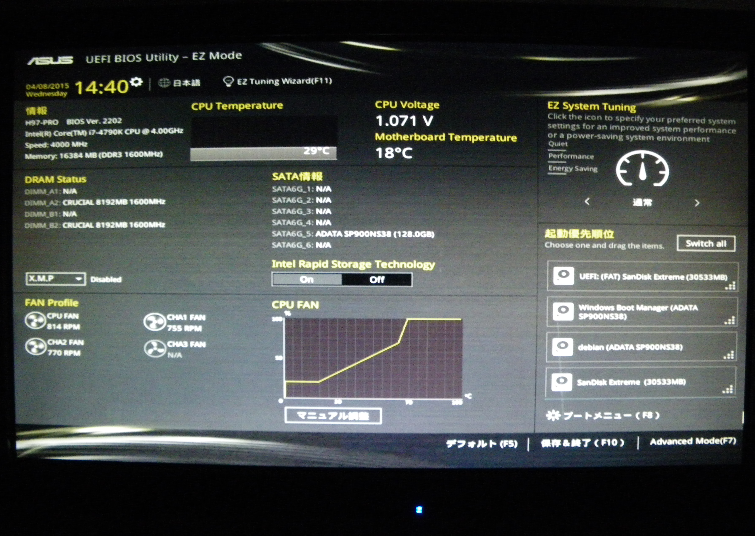 ASUS UEFI BIOS Utility – EZ Mode
04/08/2015
Wednesday
14:40
日本語
EZ Tuning Wizard(F11)
情報
H97-PRO BIOS Ver. 2202
Intel(R) Core(TM) i7-4790K CPU @ 4.00GHz
Speed: 4000 MHz
Memory: 16384 MB (DDR3 1600MHz)
CPU Temperature
29°C
CPU Voltage
1.071 V
Motherboard Temperature
18°C
EZ System Tuning
Click the icon to specify your preferred system
settings for an improved system performance
or a power-saving system environment
Quiet
Performance
Energy Saving
通常
DRAM Status
DIMM_A1: N/A
DIMM_A2: CRUCIAL 8192MB 1600MHz
DIMM_B1: N/A
DIMM_B2: CRUCIAL 8192MB 1600MHz
X.M.P Disabled
SATA情報
SATA6G_1: N/A
SATA6G_2: N/A
SATA6G_3: N/A
SATA6G_4: N/A
SATA6G_5: ADATA SP900NS38 (128.0GB)
SATA6G_6: N/A
Intel Rapid Storage Technology
On Off
起動優先順位
Choose one and drag the items.
Switch all
UEFI: (FAT) SanDisk Extreme (30533MB)
Windows Boot Manager (ADATA
SP900NS38)
debian (ADATA SP900NS38)
SanDisk Extreme (30533MB)
FAN Profile
CPU FAN
814 RPM
CHA1 FAN
755 RPM
CHA2 FAN
770 RPM
CHA3 FAN
N/A
CPU FAN
%
100
50
0 30 70 100
°C
マニュアル調整
ブートメニュー(F8)
デフォルト(F5) 保存&終了(F10) Advanced Mode(F7)